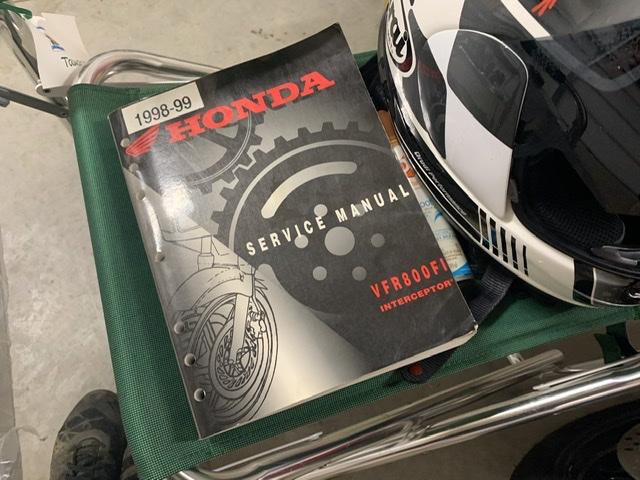 1998-99
HONDA
SERVICE MANUAL
VFR800FI
INTERCEPTOR